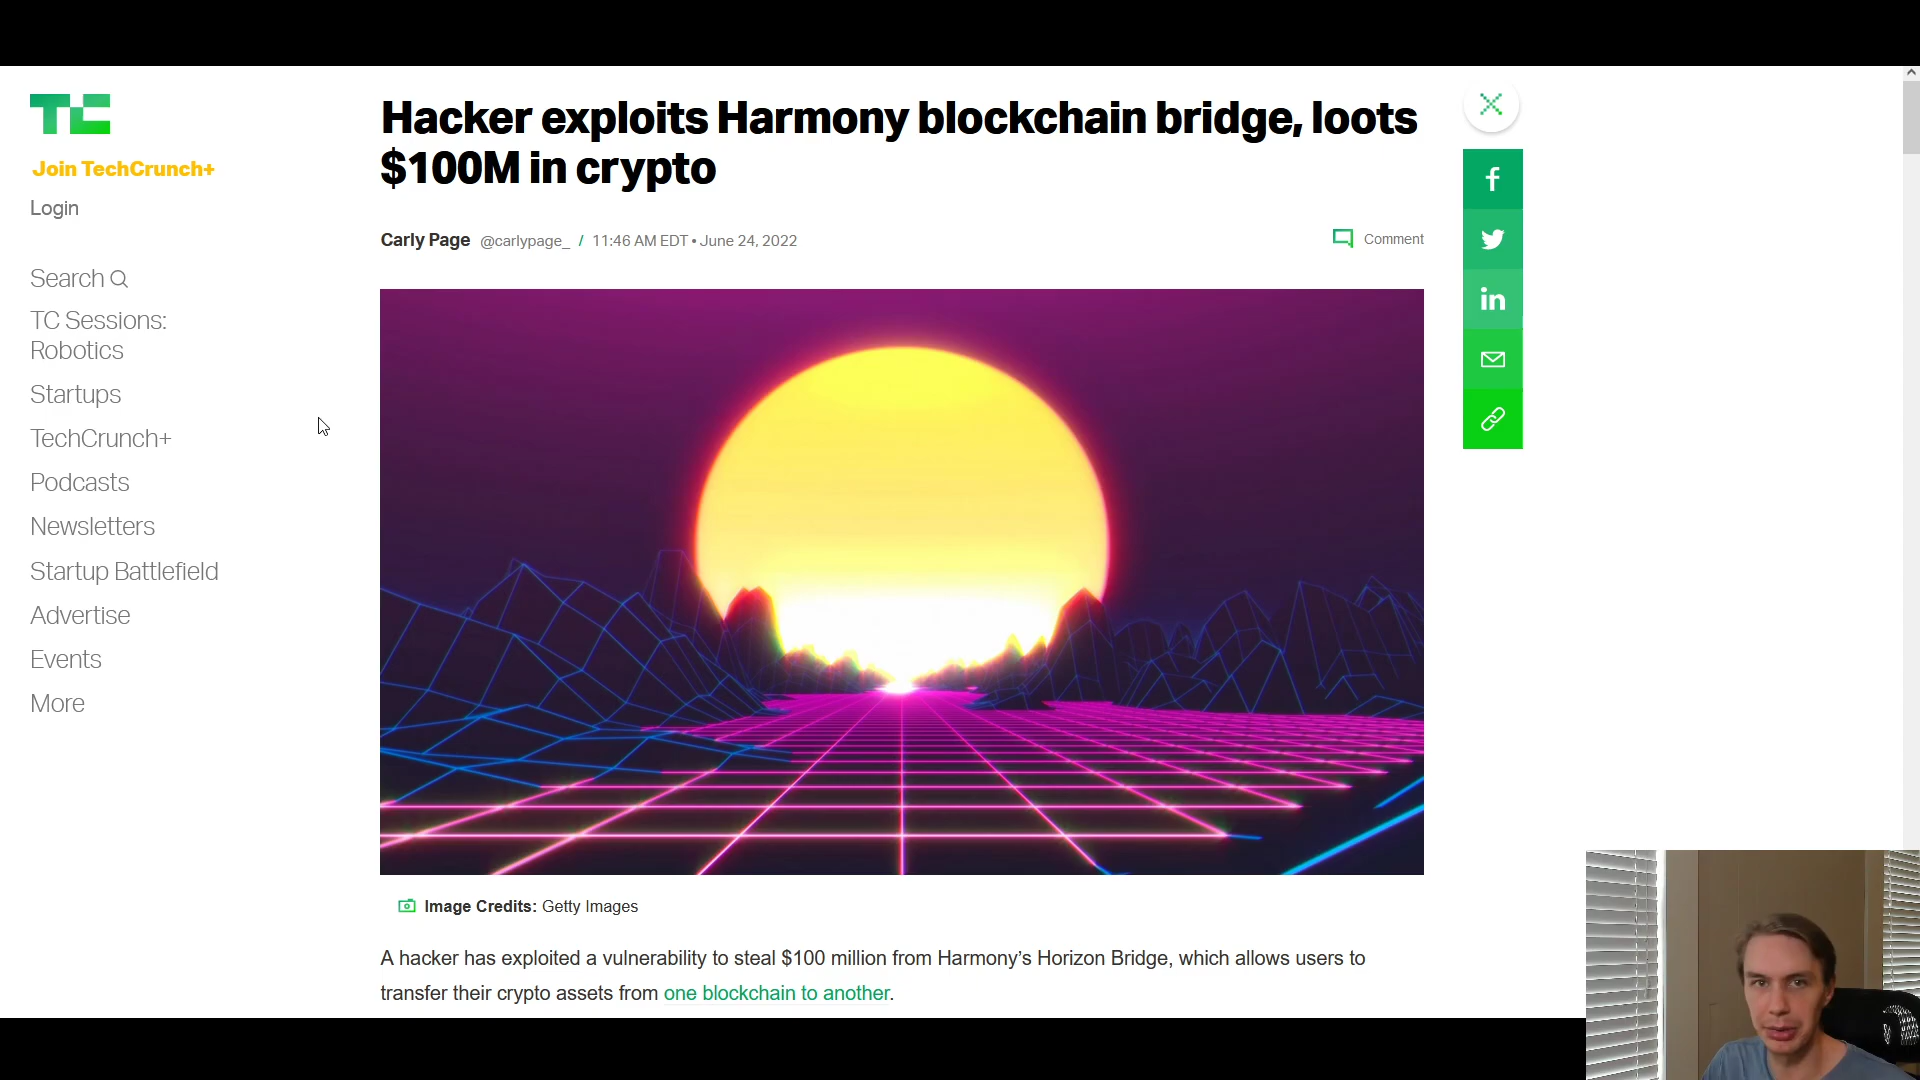 TC
Join TechCrunch+
Login
Search
TC Sessions:
Robotics
Startups
TechCrunch+
Podcasts
Newsletters
Startup Battlefield
Advertise
Events
More
Hacker exploits Harmony blockchain bridge, loots
$100M in crypto
Carly Page @carlypage_ / 11:46 AM EDT • June 24, 2022
Comment
Image Credits: Getty Images
A hacker has exploited a vulnerability to steal $100 million from Harmony’s Horizon Bridge, which allows users to
transfer their crypto assets from one blockchain to another.
f
in